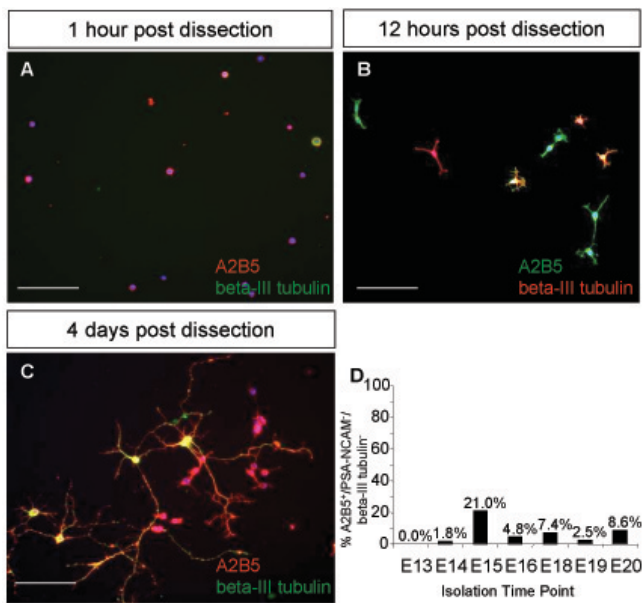 1 hour post dissection
12 hours post dissection
A
A2B5
beta-III tubulin
B
A2B5
beta-III tubulin
4 days post dissection
C
A2B5
beta-III tubulin
D
% A2B5⁺/PSA-NCAM⁻/
beta-III tubulin⁻
100
80
60
40
20
0
0.0%
1.8%
21.0%
4.8%
7.4%
2.5%
8.6%
E13 E14 E15 E16 E18 E19 E20
Isolation Time Point